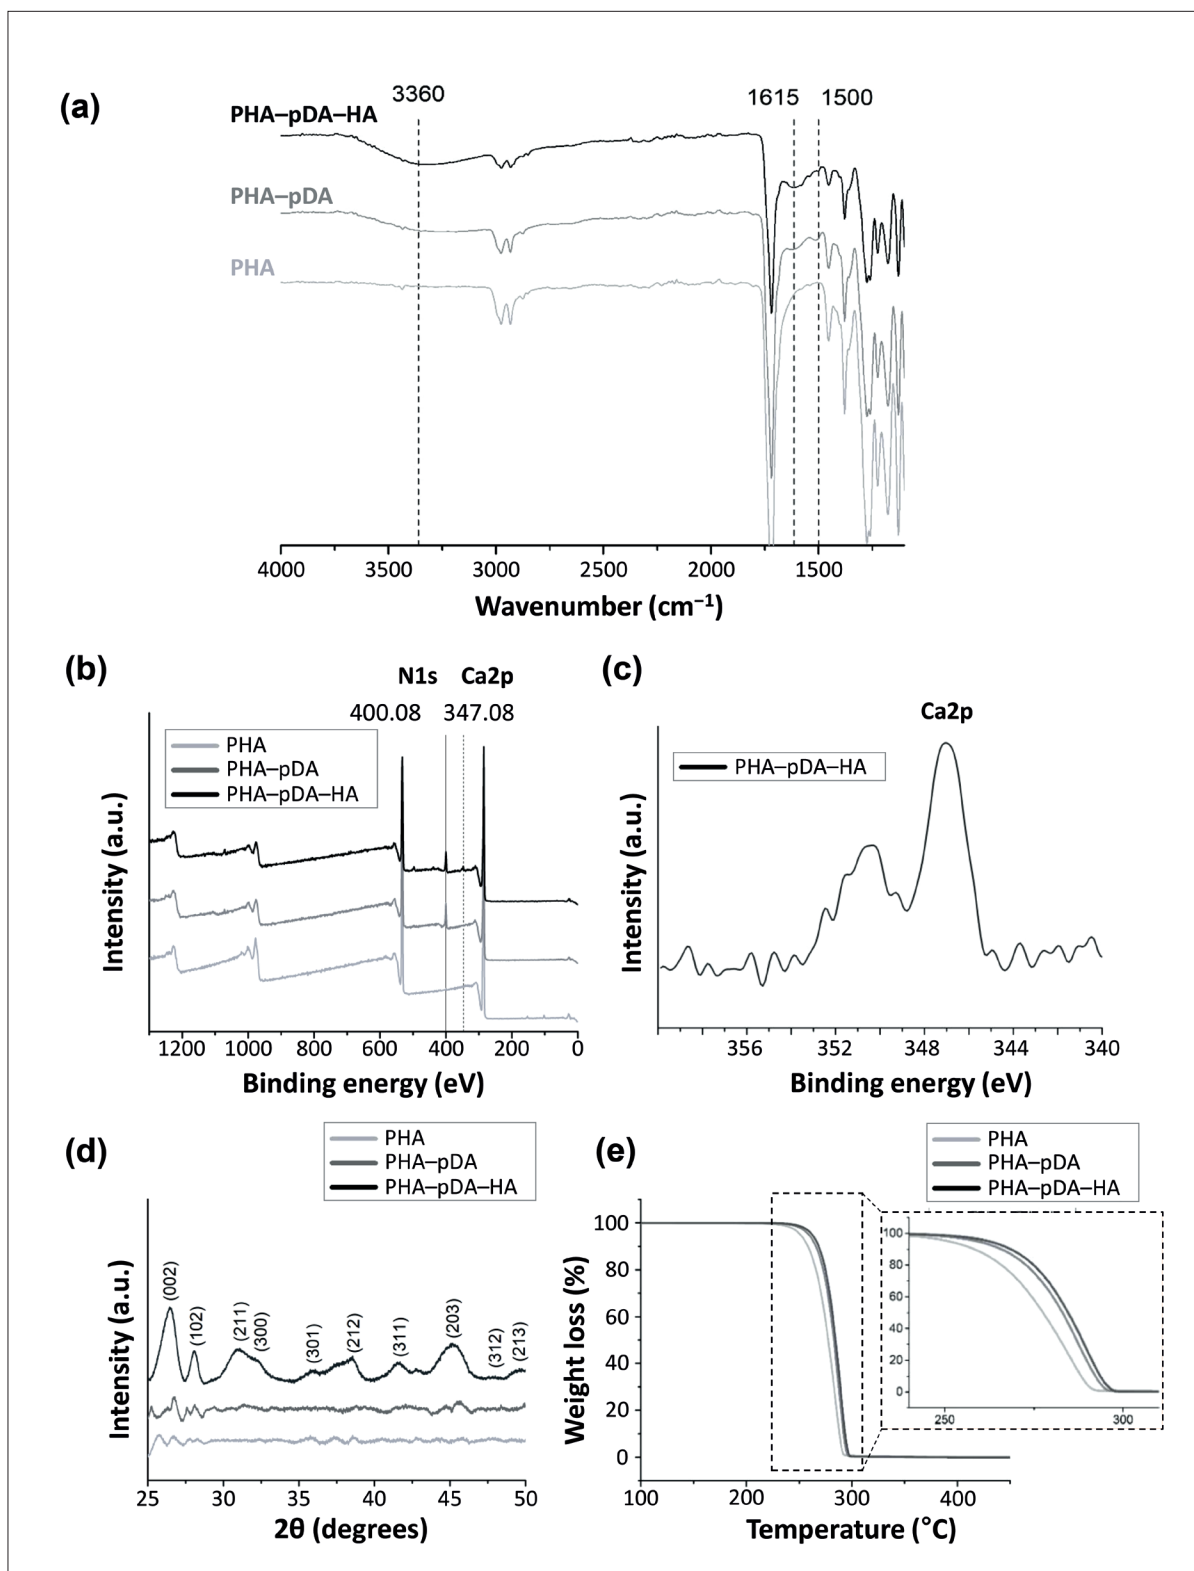 (a)
3360
1615
1500
PHA–pDA–HA
PHA–pDA
PHA
4000
3500
3000
2500
2000
1500
Wavenumber (cm⁻¹)
(b)
N1s
Ca2p
400.08
347.08
PHA
PHA–pDA
PHA–pDA–HA
Intensity (a.u.)
1200
1000
800
600
400
200
0
Binding energy (eV)
(c)
Ca2p
PHA–pDA–HA
Intensity (a.u.)
356
352
348
344
340
Binding energy (eV)
(d)
PHA
PHA–pDA
PHA–pDA–HA
Intensity (a.u.)
(002)
(102)
(211)
(300)
(301)
(212)
(311)
(203)
(312)
(213)
25
30
35
40
45
50
2θ (degrees)
(e)
PHA
PHA–pDA
PHA–pDA–HA
Weight loss (%)
100
80
60
40
20
0
100
200
300
400
Temperature (°C)
100
80
60
40
20
0
250
300